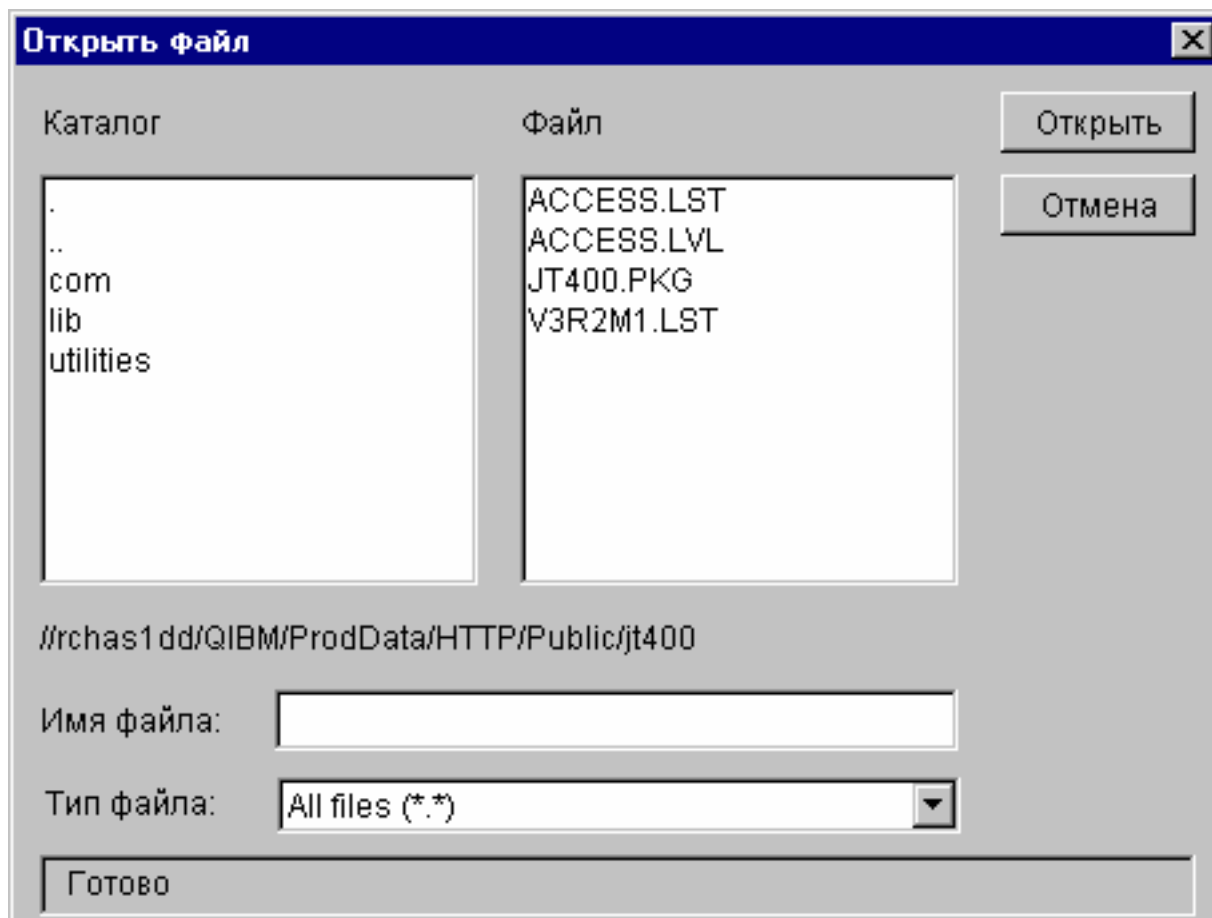 Открыть файл
Каталог
Файл
Открыть
Отмена
.
..
com
lib
utilities
ACCESS.LST
ACCESS.LVL
JT400.PKG
V3R2M1.LST
//rchas1dd/QIBM/ProdData/HTTP/Public/jt400
Имя файла:
Тип файла:
All files (*.*)
Готово